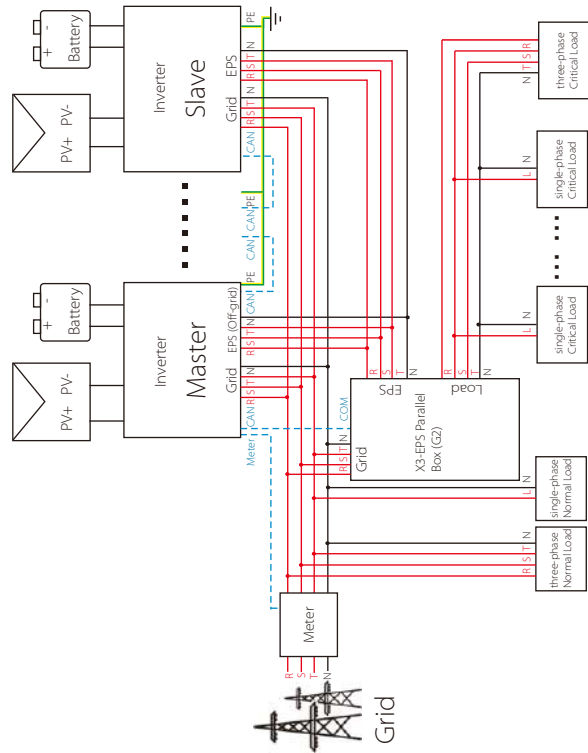 Battery
+
-
PV+ PV-
Inverter
Master
Meter
CAN
R S T N
Grid
R S T N
EPS (Off-grid)
CAN
PE
CAN
CAN
PE
Battery
+
-
PV+ PV-
Inverter
Slave
CAN
R S T N
Grid
R S T N
EPS
PE
COM
R S T N
Grid
X3-EPS Parallel
Box (G2)
EPS
R
S
T
N
Load
R
S
T
N
Grid
R
S
T
N
Meter
R S T N
three-phase
Normal Load
L N
single-phase
Normal Load
L N
single-phase
Critical Load
L N
single-phase
Critical Load
N T S R
three-phase
Critical Load